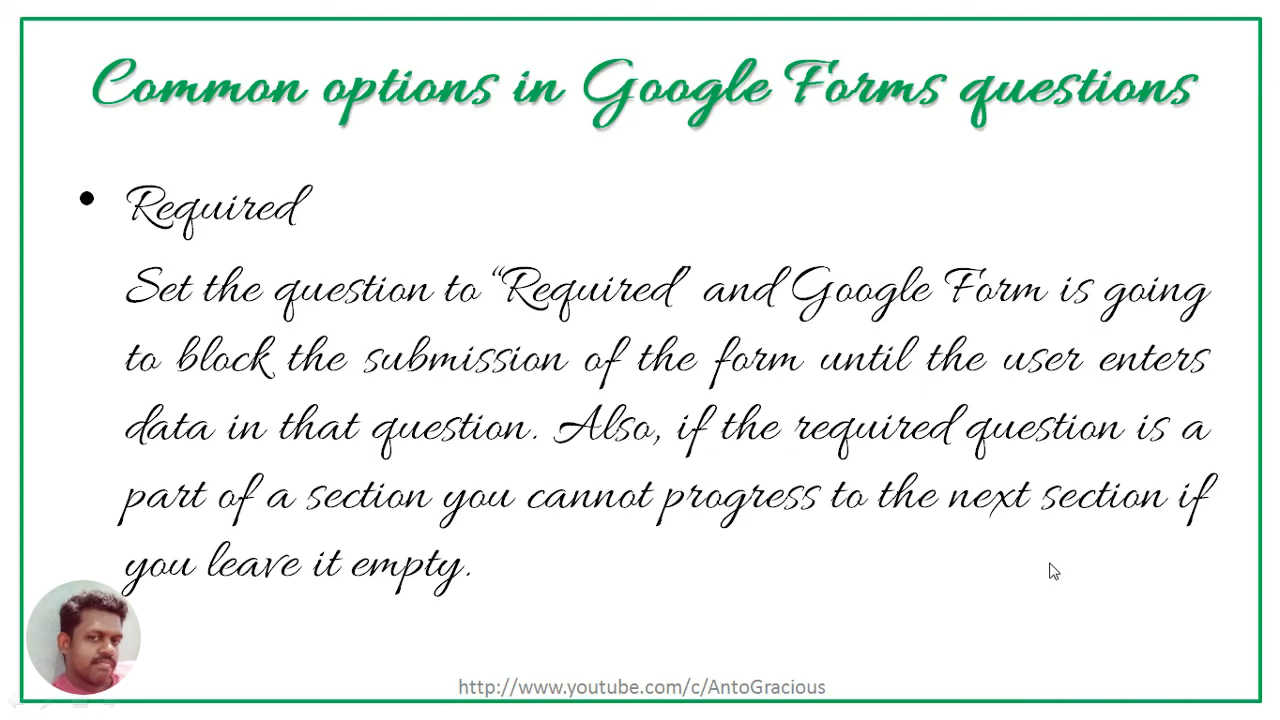 Common options in Google Forms questions
• Required
Set the question to “Required” and Google Form is going
to block the submission of the form until the user enters
data in that question. Also, if the required question is a
part of a section you cannot progress to the next section if
you leave it empty.
http://www.youtube.com/c/AntoGracious